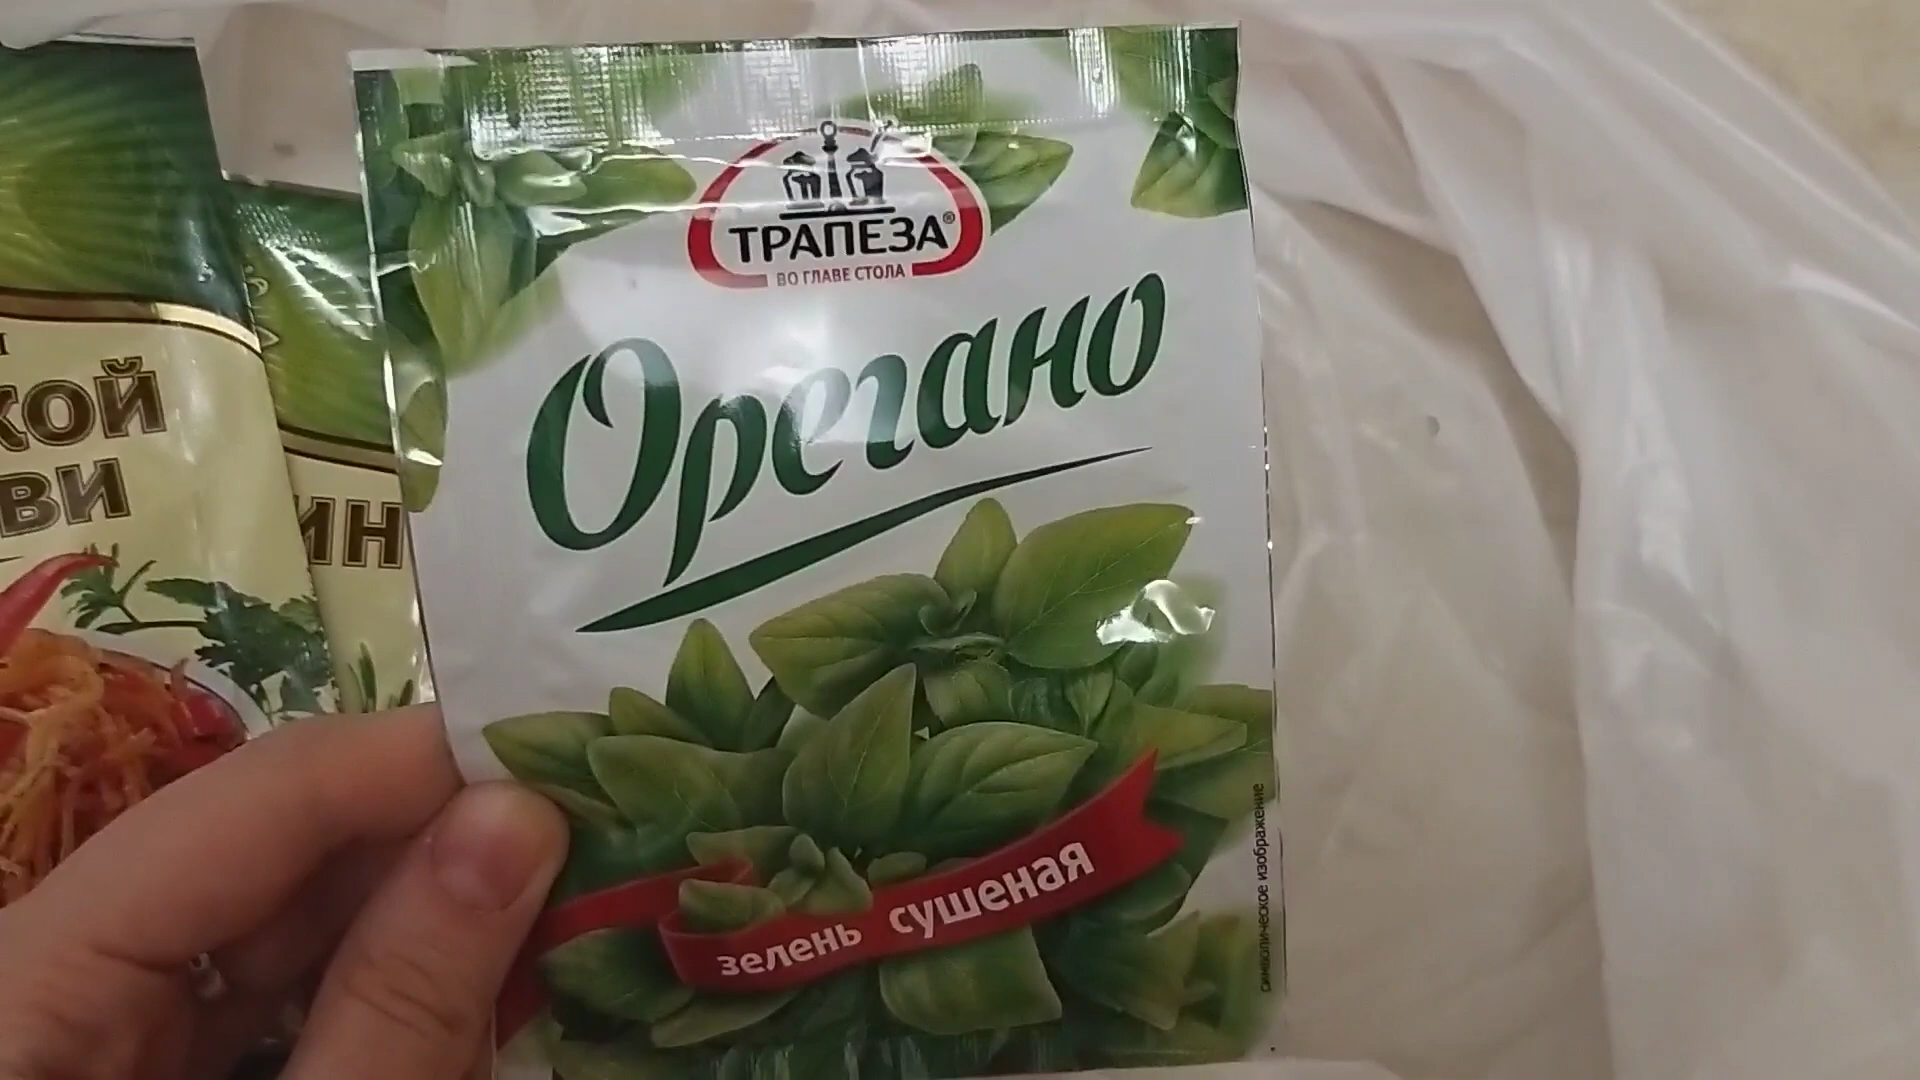 ТРАПЕЗА®
ВО ГЛАВЕ СТОЛА
Орегано
зелень сушеная
символическое изображение
кой
ви
ин